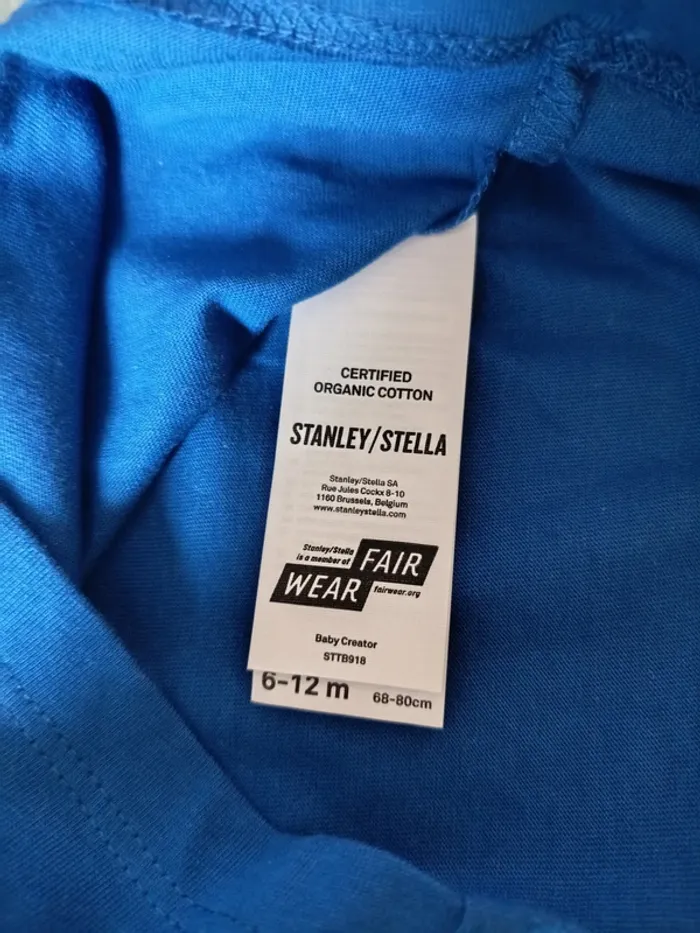 CERTIFIED
ORGANIC COTTON
STANLEY/STELLA
Stanley/Stella SA
Rue Jules Cockx 8-10
1160 Brussels, Belgium
www.stanleystella.com
Stanley/Stella
is a member of
FAIR
WEAR
fairwear.org
Baby Creator
STTB918
6-12 m 68-80cm